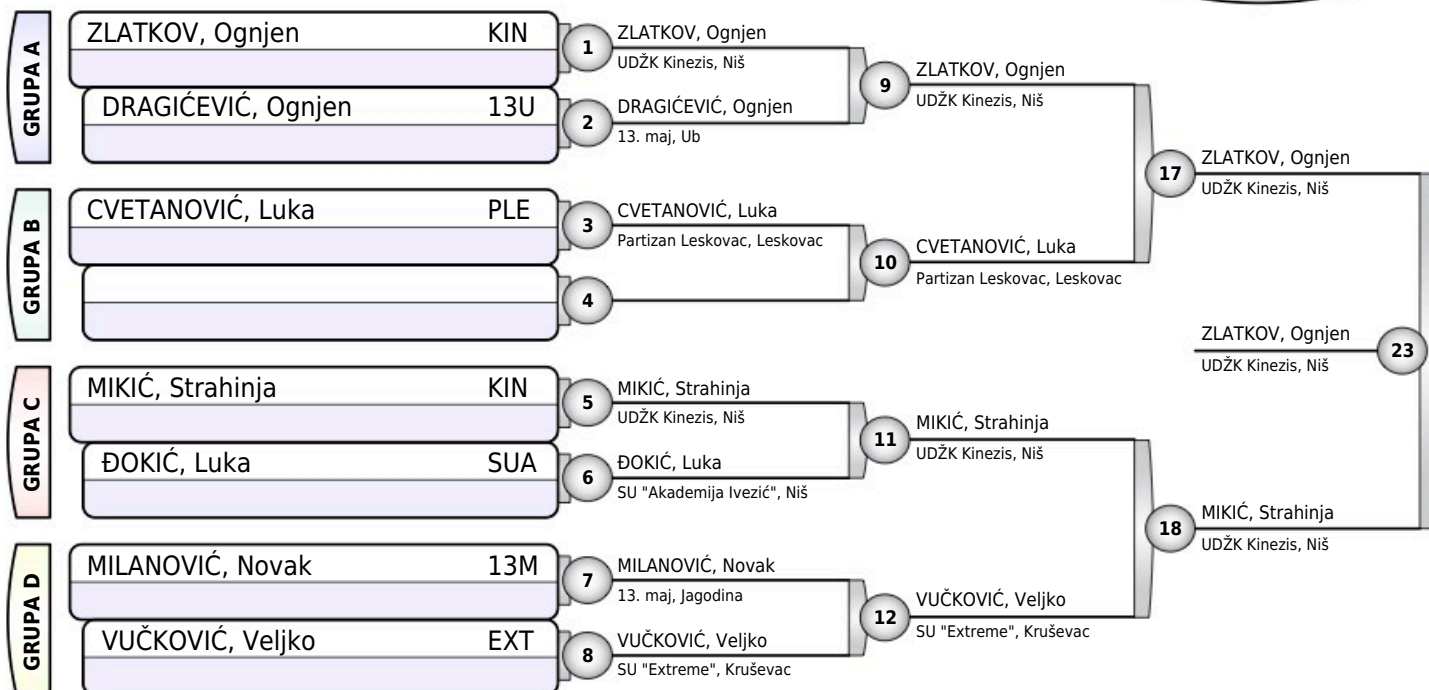 GRUPA A
ZLATKOV, Ognjen KIN
DRAGIĆEVIĆ, Ognjen 13U
1
ZLATKOV, Ognjen
UDŽK Kinezis, Niš
2
DRAGIĆEVIĆ, Ognjen
13. maj, Ub
9
ZLATKOV, Ognjen
UDŽK Kinezis, Niš
GRUPA B
CVETANOVIĆ, Luka PLE
3
CVETANOVIĆ, Luka
Partizan Leskovac, Leskovac
4
10
CVETANOVIĆ, Luka
Partizan Leskovac, Leskovac
17
ZLATKOV, Ognjen
UDŽK Kinezis, Niš
ZLATKOV, Ognjen
UDŽK Kinezis, Niš
23
GRUPA C
MIKIĆ, Strahinja KIN
ĐOKIĆ, Luka SUA
5
MIKIĆ, Strahinja
UDŽK Kinezis, Niš
6
ĐOKIĆ, Luka
SU "Akademija Ivezić", Niš
11
MIKIĆ, Strahinja
UDŽK Kinezis, Niš
GRUPA D
MILANOVIĆ, Novak 13M
VUČKOVIĆ, Veljko EXT
7
MILANOVIĆ, Novak
13. maj, Jagodina
8
VUČKOVIĆ, Veljko
SU "Extreme", Kruševac
12
VUČKOVIĆ, Veljko
SU "Extreme", Kruševac
18
MIKIĆ, Strahinja
UDŽK Kinezis, Niš